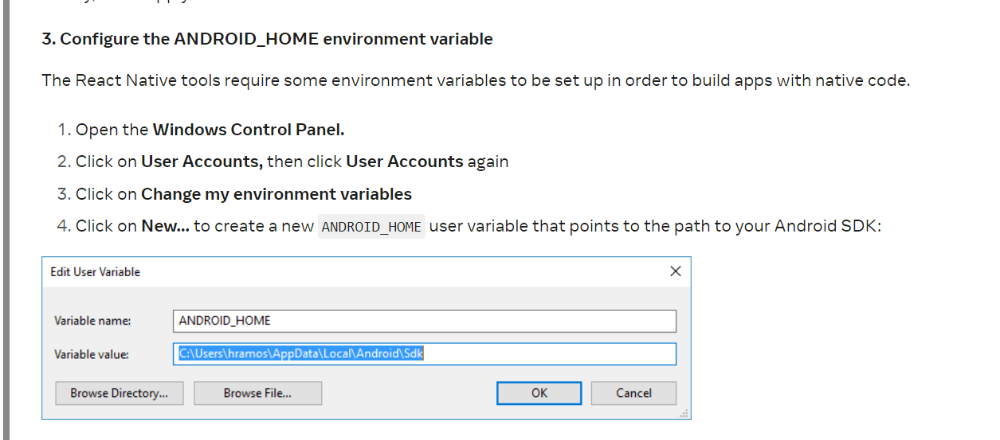 3. Configure the ANDROID_HOME environment variable
The React Native tools require some environment variables to be set up in order to build apps with native code.
1. Open the Windows Control Panel.
2. Click on User Accounts, then click User Accounts again
3. Click on Change my environment variables
4. Click on New... to create a new ANDROID_HOME user variable that points to the path to your Android SDK:
Edit User Variable
Variable name: ANDROID_HOME
Variable value: C:\Users\hramos\AppData\Local\Android\Sdk
Browse Directory... Browse File... OK Cancel